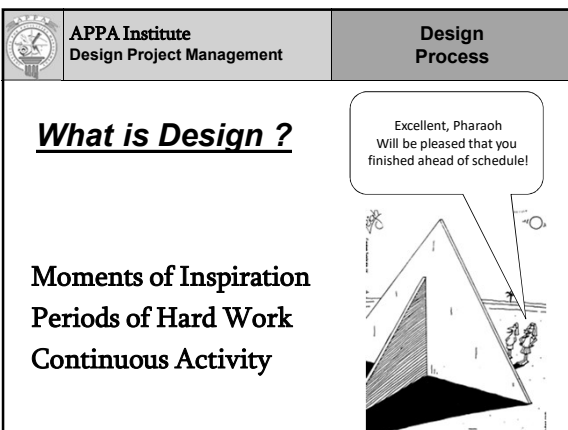 APPA Institute
Design Project Management
Design
Process
What is Design ?
Excellent, Pharaoh
Will be pleased that you
finished ahead of schedule!
Moments of Inspiration
Periods of Hard Work
Continuous Activity